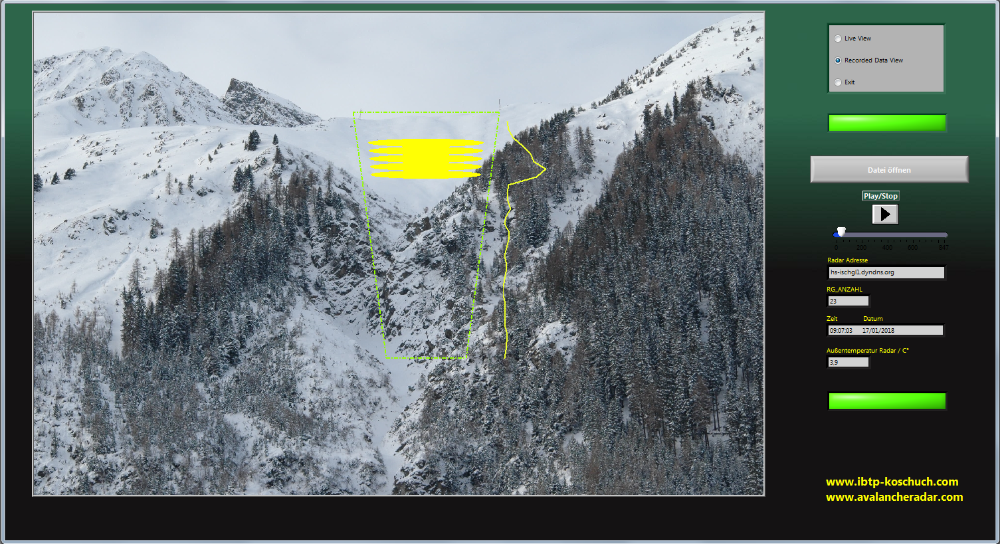 Live View
Recorded Data View
Exit
Datei öffnen
Play/Stop
0 200 400 600 847
Radar Adresse
hs-ischgl1.dyndns.org
RG_ANZAHL
23
Zeit Datum
09:07:03 17/01/2018
Außentemperatur Radar / C°
3,9
www.ibtp-koschuch.com
www.avalancheradar.com